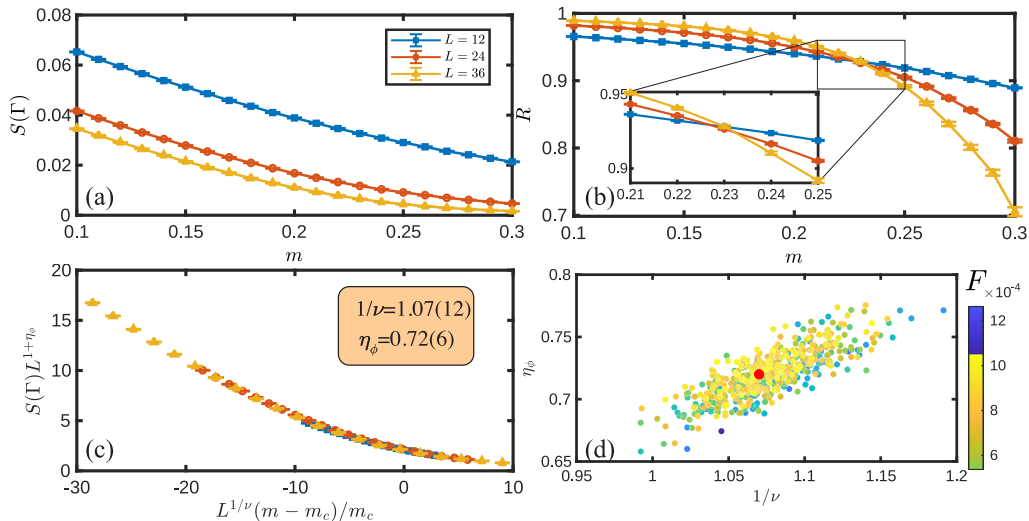 0.08
0.06
0.04
0.02
0
S(Γ)
L = 12
L = 24
L = 36
(a)
0.1 0.15 0.2 0.25 0.3
m
1
0.9
0.8
0.7
R
0.95
0.9
0.21 0.22 0.23 0.24 0.25
(b)
0.1 0.15 0.2 0.25 0.3
m
20
15
10
5
0
S(Γ)L^{1+η_ϕ}
1/ν=1.07(12)
η_ϕ=0.72(6)
(c)
-30 -20 -10 0 10
L^{1/ν}(m − m_c)/m_c
0.8
0.75
0.7
0.65
η_ϕ
(d)
0.95 1 1.05 1.1 1.15 1.2
1/ν
F ×10⁻⁴
12
10
8
6